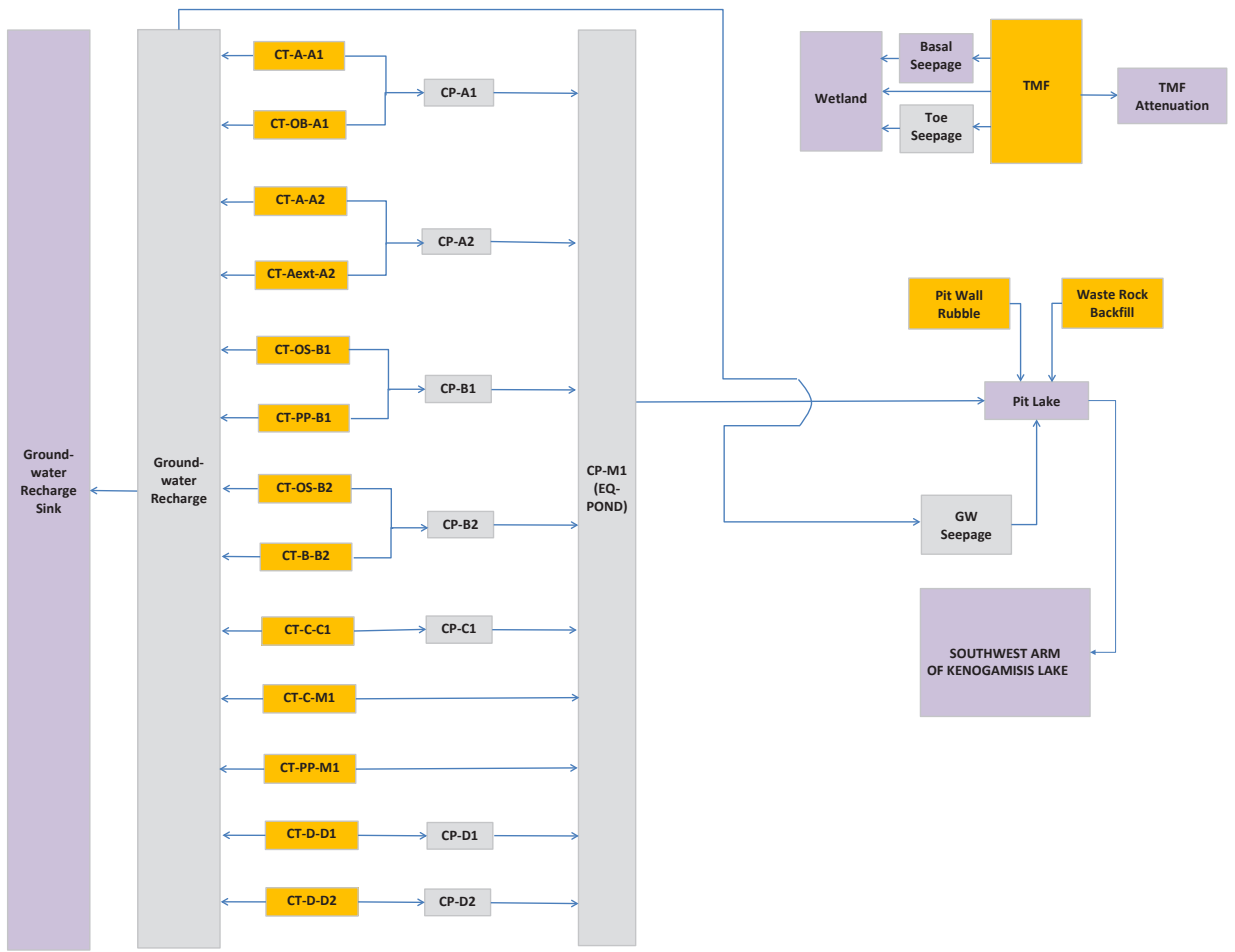 Ground-
water
Recharge
Sink
Ground-
water
Recharge
CT-A-A1
CT-OB-A1
CP-A1
CT-A-A2
CT-Aext-A2
CP-A2
CT-OS-B1
CT-PP-B1
CP-B1
CT-OS-B2
CT-B-B2
CP-B2
CT-C-C1
CP-C1
CT-C-M1
CT-PP-M1
CT-D-D1
CP-D1
CT-D-D2
CP-D2
CP-M1
(EQ-
POND)
Wetland
Basal
Seepage
Toe
Seepage
TMF
TMF
Attenuation
Pit Wall
Rubble
Waste Rock
Backfill
Pit Lake
GW
Seepage
SOUTHWEST ARM
OF KENOGAMISIS LAKE